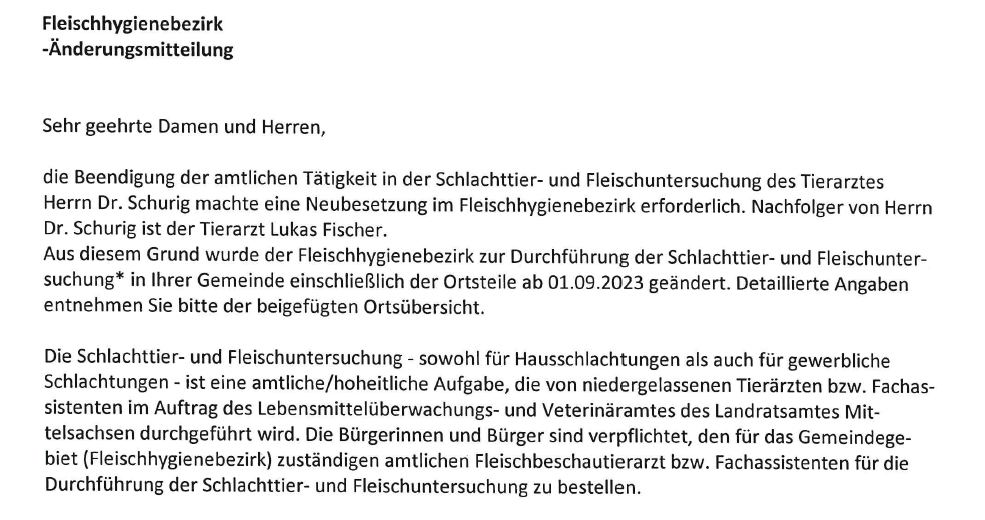 Fleischhygienebezirk
-Änderungsmitteilung
Sehr geehrte Damen und Herren,
die Beendigung der amtlichen Tätigkeit in der Schlachttier- und Fleischuntersuchung des Tierarztes
Herrn Dr. Schurig machte eine Neubesetzung im Fleischhygienebezirk erforderlich. Nachfolger von Herrn
Dr. Schurig ist der Tierarzt Lukas Fischer.
Aus diesem Grund wurde der Fleischhygienebezirk zur Durchführung der Schlachttier- und Fleischunter-
suchung* in Ihrer Gemeinde einschließlich der Ortsteile ab 01.09.2023 geändert. Detaillierte Angaben
entnehmen Sie bitte der beigefügten Ortsübersicht.
Die Schlachttier- und Fleischuntersuchung - sowohl für Hausschlachtungen als auch für gewerbliche
Schlachtungen - ist eine amtliche/hoheitliche Aufgabe, die von niedergelassenen Tierärzten bzw. Fachas-
sistenten im Auftrag des Lebensmittelüberwachungs- und Veterinäramtes des Landratsamtes Mit-
telsachsen durchgeführt wird. Die Bürgerinnen und Bürger sind verpflichtet, den für das Gemeindege-
biet (Fleischhygienebezirk) zuständigen amtlichen Fleischbeschautierarzt bzw. Fachassistenten für die
Durchführung der Schlachttier- und Fleischuntersuchung zu bestellen.